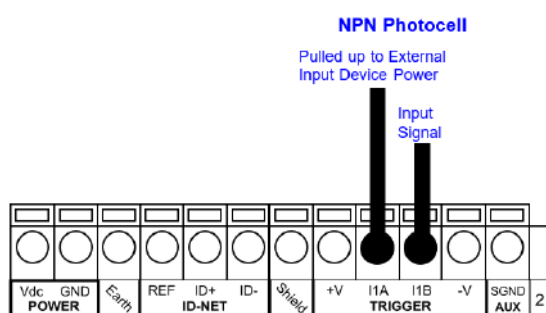 NPN Photocell
Pulled up to External
Input Device Power
Input
Signal
Vdc GND Earth REF ID+ ID- Shield +V I1A I1B -V SGND
POWER ID-NET TRIGGER AUX 2